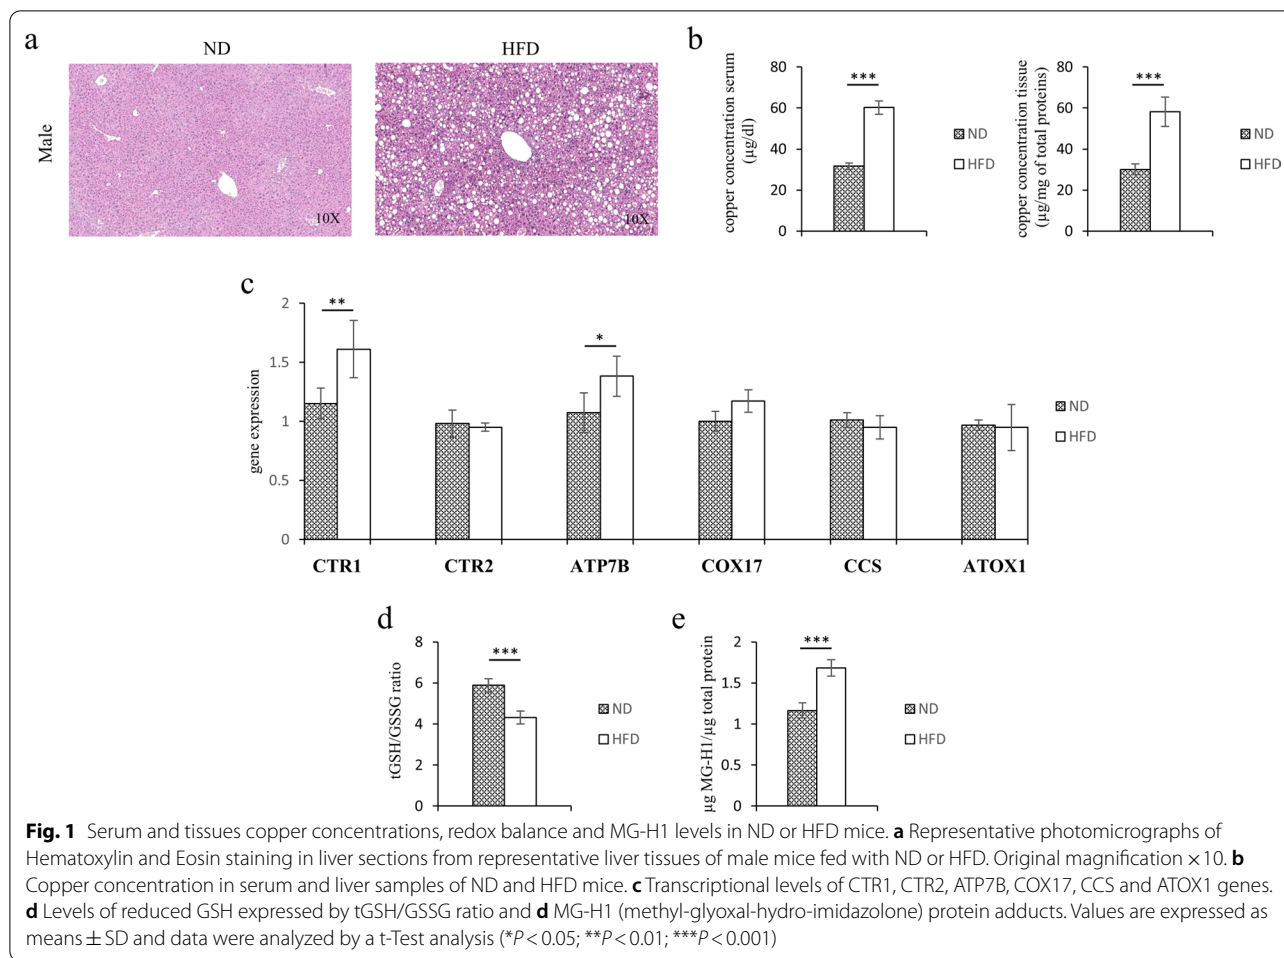 a
ND
HFD
Male
10X
10X
b
copper concentration serum
(µg/dl)
80
60
40
20
0
***
ND
HFD
copper concentration tissue
(µg/mg of total proteins)
80
60
40
20
0
***
ND
HFD
c
gene expression
2
1.5
1
0.5
0
**
*
CTR1
CTR2
ATP7B
COX17
CCS
ATOX1
ND
HFD
d
tGSH/GSSG ratio
8
6
4
2
0
***
ND
HFD
e
µg MG-H1/µg total protein
2
1.5
1
0.5
0
***
ND
HFD
Fig. 1 Serum and tissues copper concentrations, redox balance and MG-H1 levels in ND or HFD mice. a Representative photomicrographs of
Hematoxylin and Eosin staining in liver sections from representative liver tissues of male mice fed with ND or HFD. Original magnification × 10. b
Copper concentration in serum and liver samples of ND and HFD mice. c Transcriptional levels of CTR1, CTR2, ATP7B, COX17, CCS and ATOX1 genes.
d Levels of reduced GSH expressed by tGSH/GSSG ratio and d MG-H1 (methyl-glyoxal-hydro-imidazolone) protein adducts. Values are expressed as
means ± SD and data were analyzed by a t-Test analysis (*P < 0.05; **P < 0.01; ***P < 0.001)